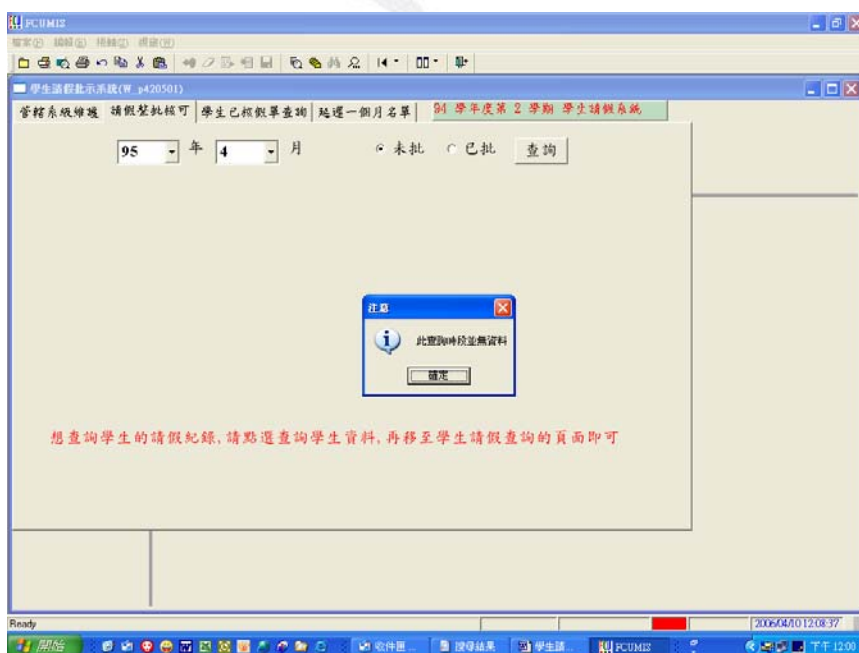 FCUMIS
檔案(F) 編輯(E) 視窗(W)
學生請假批示系統(W_p420501)
管轄系級維護 請假整批核可 學生已核假單查詢 延遲一個月名單 94 學年度第 2 學期 學生請假系統
95 年 4 月 未批 已批 查詢
注意
此查詢時段並無資料
確定
想查詢學生的請假紀錄,請點選查詢學生資料,再移至學生請假查詢的頁面即可
Ready 2006/04/10 12:08:37
開始 收件匣... 搜尋結果 學生請... FCUMIS 下午 12:00